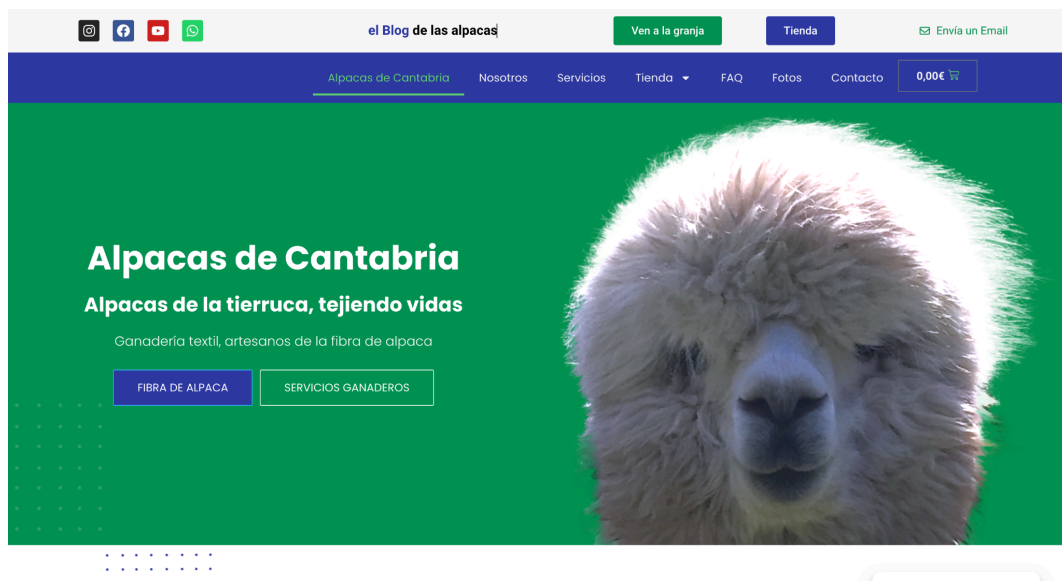 el Blog de las alpacas
Ven a la granja
Tienda
Envía un Email
Alpacas de Cantabria
Nosotros
Servicios
Tienda
FAQ
Fotos
Contacto
0,00€
Alpacas de Cantabria
Alpacas de la tierruca, tejiendo vidas
Ganadería textil, artesanos de la fibra de alpaca
FIBRA DE ALPACA
SERVICIOS GANADEROS